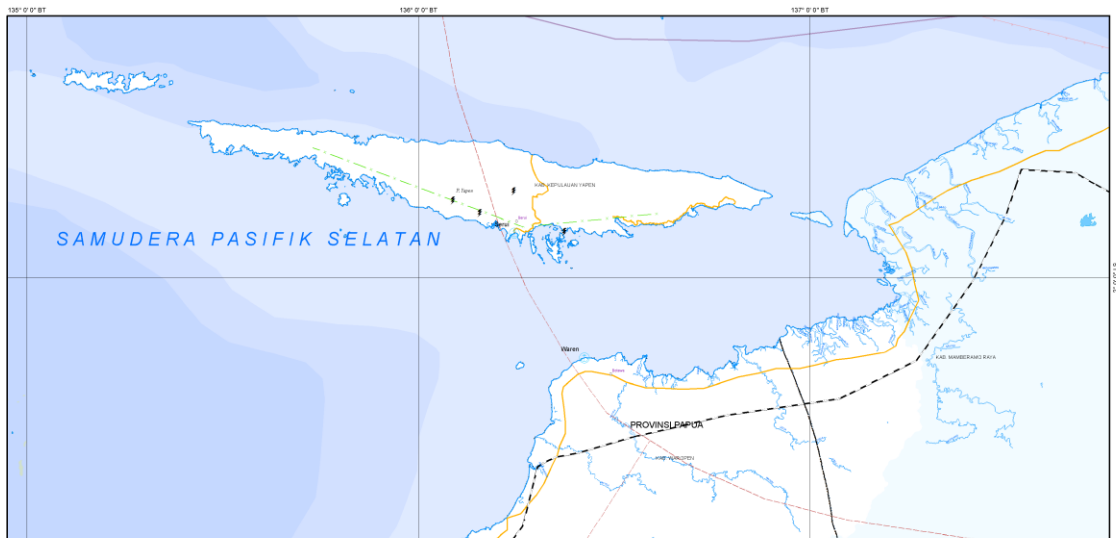 135° 0' 0" BT
136° 0' 0" BT
137° 0' 0" BT
P. Yapen
KAB. KEPULAUAN YAPEN
SAMUDERA PASIFIK SELATAN
Waren
KAB. MAMBERAMO RAYA
PROVINSI PAPUA
KAB. WAROPEN